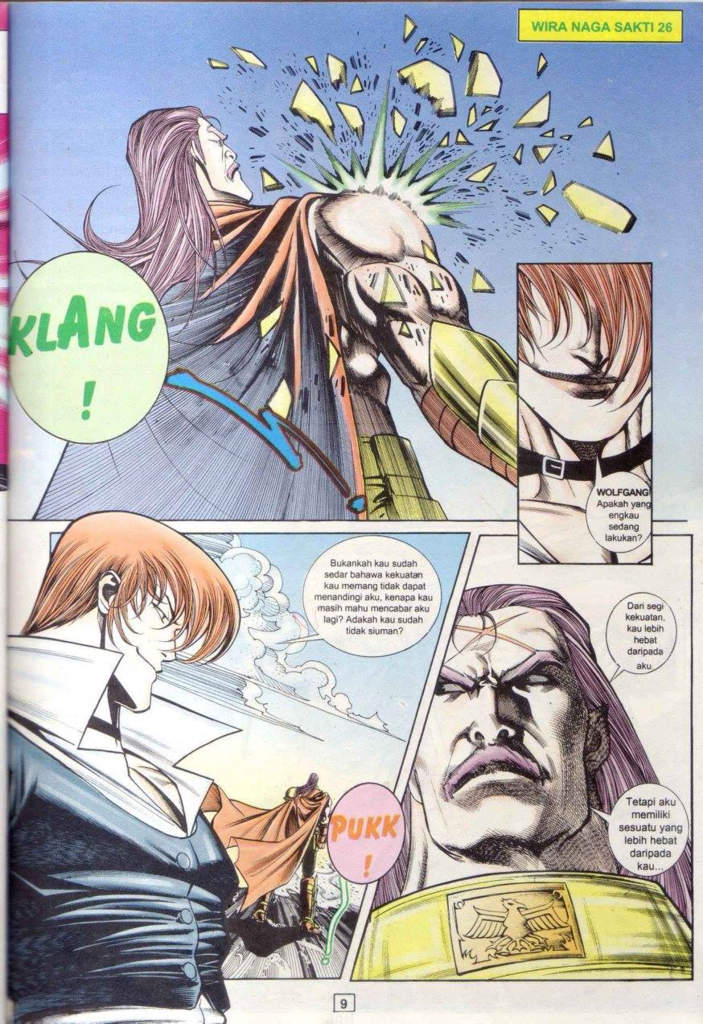 WIRA NAGA SAKTI 26
KLANG
!
WOLFGANG
Apakah yang
engkau
sedang
lakukan?
Bukankah kau sudah
sedar bahawa kekuatan
kau memang tidak dapat
menandingi aku, kenapa kau
masih mahu mencabar aku
lagi? Adakah kau sudah
tidak siuman?
PUKK
!
Dari segi
kekuatan,
kau lebih
hebat
daripada
aku
Tetapi aku
memiliki
sesuatu yang
lebih hebat
daripada
kau...
9